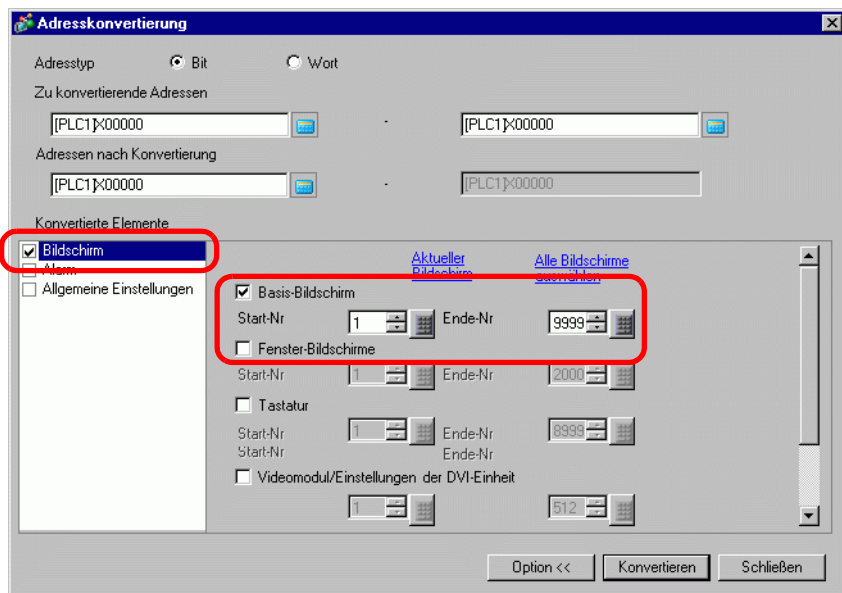 Adresskonvertierung
Adresstyp Bit Wort
Zu konvertierende Adressen
[PLC1]X00000 - [PLC1]X00000
Adressen nach Konvertierung
[PLC1]X00000 - [PLC1]X00000
Konvertierte Elemente
Bildschirm
Alarm
Allgemeine Einstellungen
Aktueller Bildschirm
Alle Bildschirme auswählen
Basis-Bildschirm
Start-Nr 1 Ende-Nr 9999
Fenster-Bildschirme
Start-Nr 1 Ende-Nr 2000
Tastatur
Start-Nr 1 Ende-Nr 8999
Start-Nr Ende-Nr
Videomodul/Einstellungen der DVI-Einheit
1 512
Option << Konvertieren Schließen